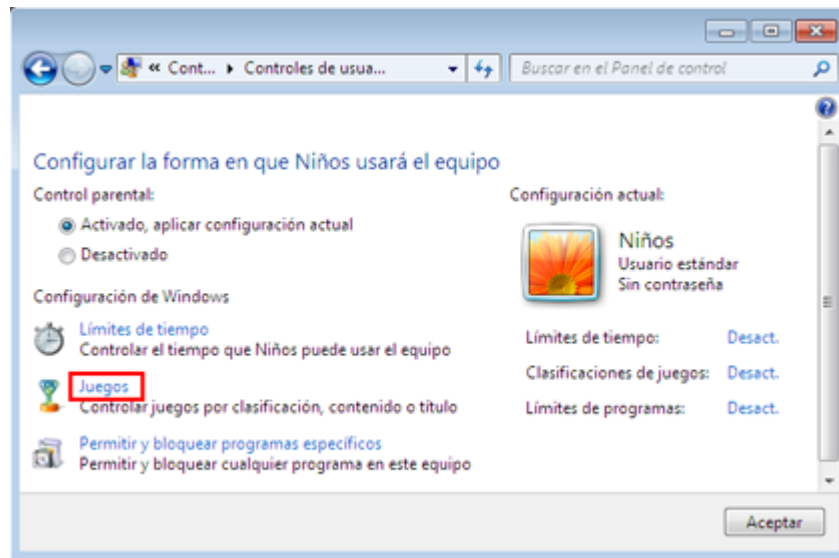 « Cont... ▸ Controles de usua...
Buscar en el Panel de control
Configurar la forma en que Niños usará el equipo
Control parental:
Activado, aplicar configuración actual
Desactivado
Configuración de Windows
Límites de tiempo
Controlar el tiempo que Niños puede usar el equipo
Juegos
Controlar juegos por clasificación, contenido o título
Permitir y bloquear programas específicos
Permitir y bloquear cualquier programa en este equipo
Configuración actual:
Niños
Usuario estándar
Sin contraseña
Límites de tiempo: Desact.
Clasificaciones de juegos: Desact.
Límites de programas: Desact.
Aceptar